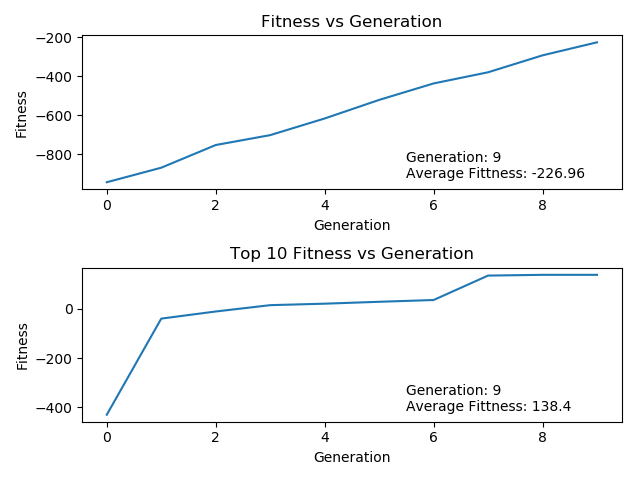 Fitness vs Generation
−200
−400
−600
−800
Fitness
Generation: 9
Average Fittness: -226.96
0 2 4 6 8
Generation
Top 10 Fitness vs Generation
0
−200
−400
Fitness
Generation: 9
Average Fittness: 138.4
0 2 4 6 8
Generation